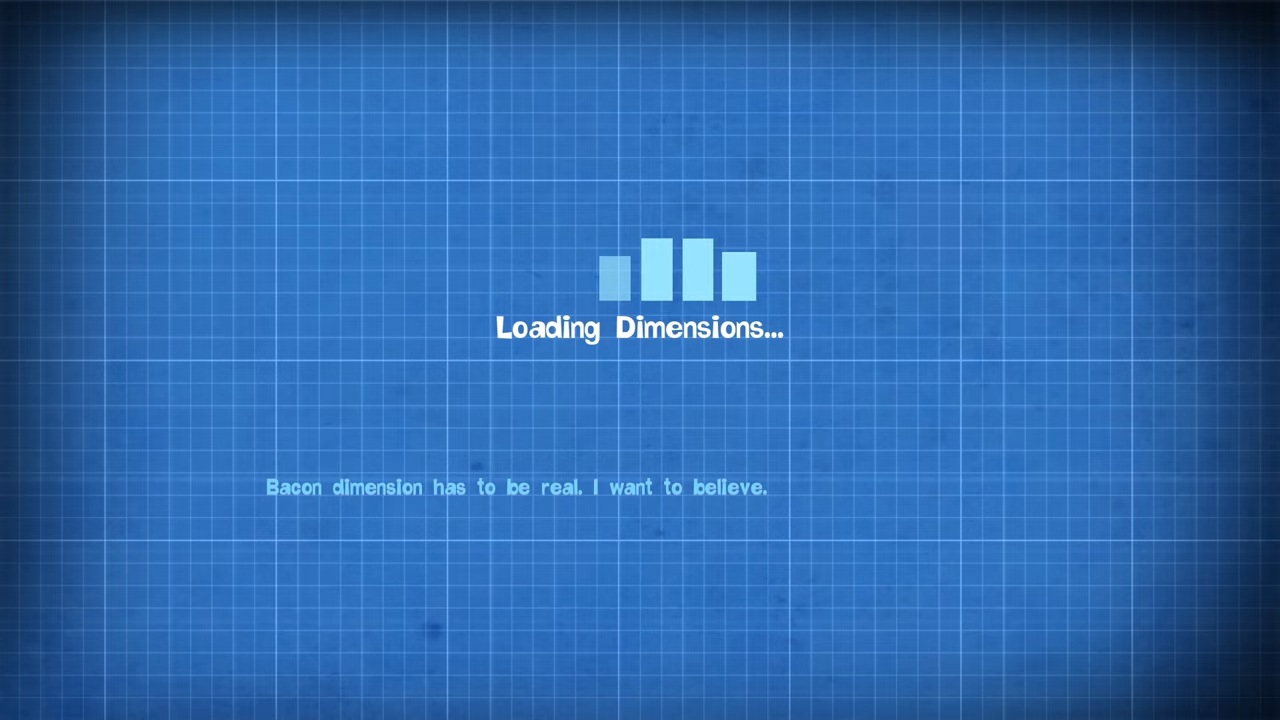 Loading Dimensions...
Bacon dimension has to be real. I want to believe.